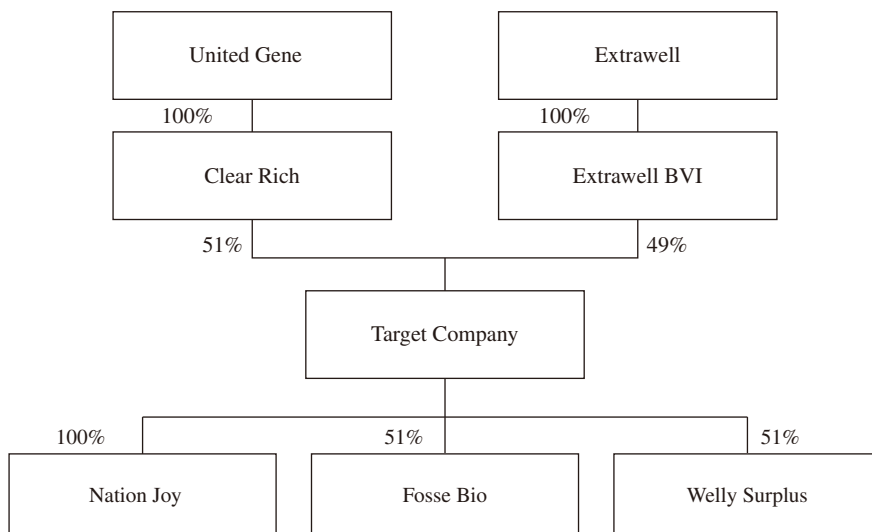 United Gene
Extrawell
100%
100%
Clear Rich
Extrawell BVI
51%
49%
Target Company
100%
51%
51%
Nation Joy
Fosse Bio
Welly Surplus